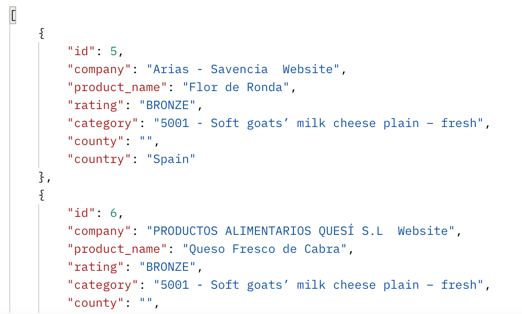 [
{
"id": 5,
"company": "Arias - Savencia  Website",
"product_name": "Flor de Ronda",
"rating": "BRONZE",
"category": "5001 - Soft goats’ milk cheese plain – fresh",
"county": "",
"country": "Spain"
},
{
"id": 6,
"company": "PRODUCTOS ALIMENTARIOS QUESÍ S.L  Website",
"product_name": "Queso Fresco de Cabra",
"rating": "BRONZE",
"category": "5001 - Soft goats’ milk cheese plain – fresh",
"county": "",